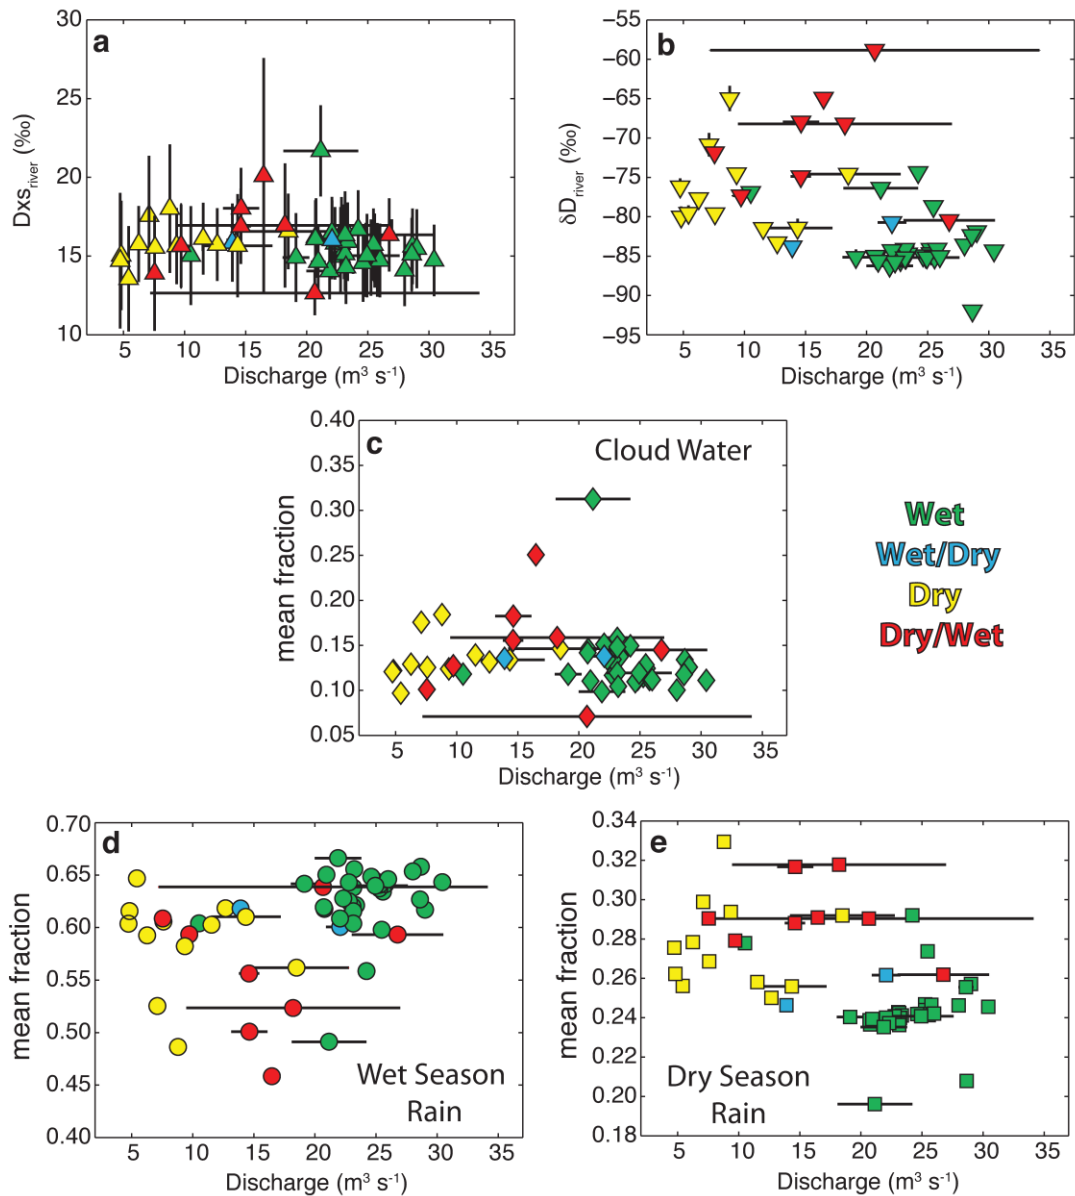 a
30
25
20
15
10
Dxsriver (‰)
5 10 15 20 25 30 35
Discharge (m³ s⁻¹)
b
−55
−60
−65
−70
−75
−80
−85
−90
−95
δDriver (‰)
5 10 15 20 25 30 35
Discharge (m³ s⁻¹)
c
Cloud Water
0.40
0.35
0.30
0.25
0.20
0.15
0.10
0.05
mean fraction
5 10 15 20 25 30 35
Discharge (m³ s⁻¹)
Wet
Wet/Dry
Dry
Dry/Wet
d
0.70
0.65
0.60
0.55
0.50
0.45
0.40
mean fraction
Wet Season
Rain
5 10 15 20 25 30 35
Discharge (m³ s⁻¹)
e
0.34
0.32
0.30
0.28
0.26
0.24
0.22
0.20
0.18
mean fraction
Dry Season
Rain
5 10 15 20 25 30 35
Discharge (m³ s⁻¹)